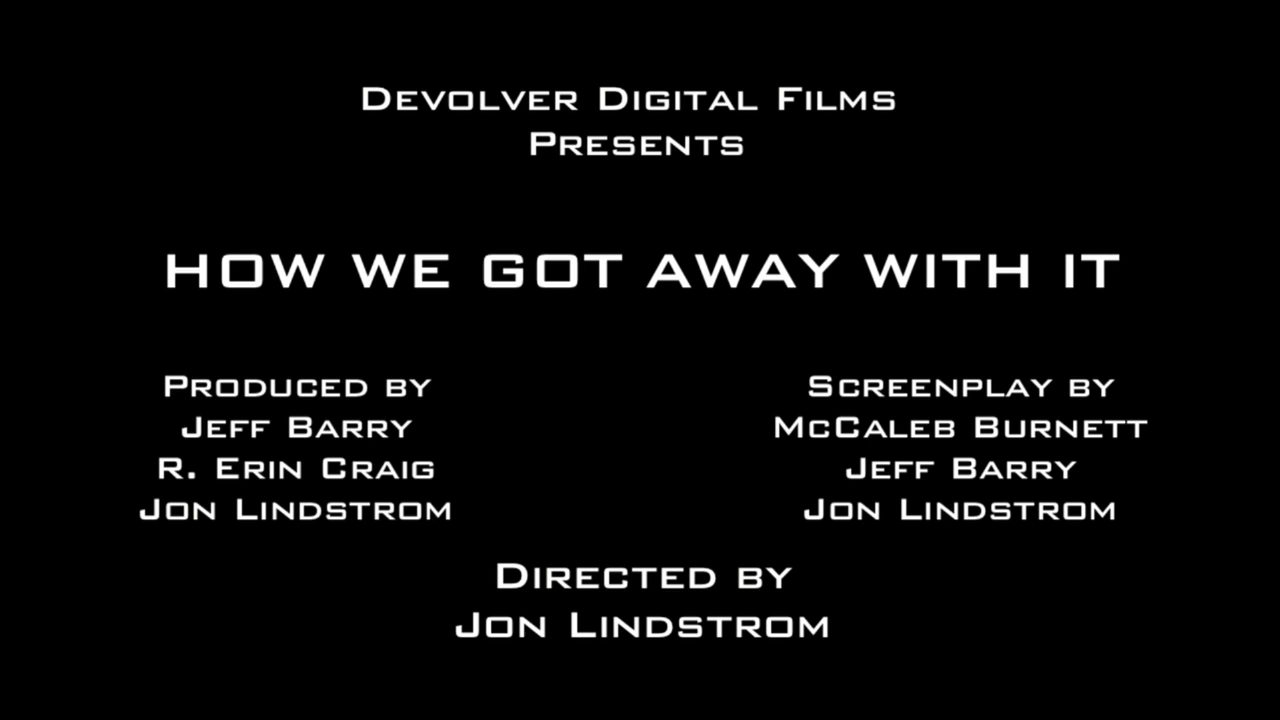 Devolver Digital Films
Presents
HOW WE GOT AWAY WITH IT
Produced by
Jeff Barry
R. Erin Craig
Jon Lindstrom
Screenplay by
McCaleb Burnett
Jeff Barry
Jon Lindstrom
Directed by
Jon Lindstrom